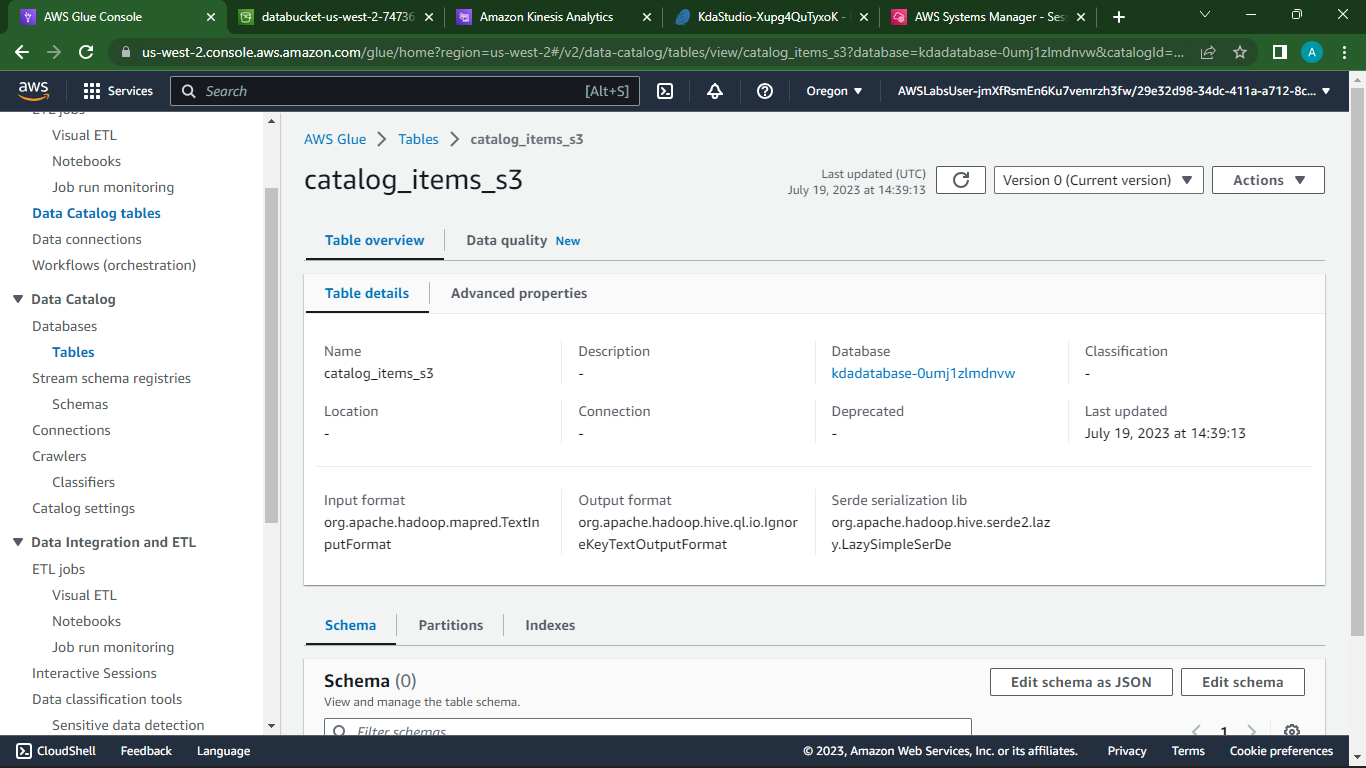 AWS Glue Console
databucket-us-west-2-74736
Amazon Kinesis Analytics
KdaStudio-Xupg4QuTyxoK -
AWS Systems Manager - Ses
us-west-2.console.aws.amazon.com/glue/home?region=us-west-2#/v2/data-catalog/tables/view/catalog_items_s3?database=kdadatabase-0umj1zlmdnvw&catalogId=...
A
aws
Services
Search
[Alt+S]
Oregon
AWSLabsUser-jmXfRsmEn6Ku7vemrzh3fw/29e32d98-34dc-411a-a712-8c...
ETL jobs
Visual ETL
Notebooks
Job run monitoring
Data Catalog tables
Data connections
Workflows (orchestration)
Data Catalog
Databases
Tables
Stream schema registries
Schemas
Connections
Crawlers
Classifiers
Catalog settings
Data Integration and ETL
ETL jobs
Visual ETL
Notebooks
Job run monitoring
Interactive Sessions
Data classification tools
Sensitive data detection
AWS Glue
Tables
catalog_items_s3
catalog_items_s3
Last updated (UTC)
July 19, 2023 at 14:39:13
Version 0 (Current version)
Actions
Table overview
Data quality New
Table details
Advanced properties
Name
catalog_items_s3
Description
-
Database
kdadatabase-0umj1zlmdnvw
Classification
-
Location
-
Connection
-
Deprecated
-
Last updated
July 19, 2023 at 14:39:13
Input format
org.apache.hadoop.mapred.TextIn
putFormat
Output format
org.apache.hadoop.hive.ql.io.Ignor
eKeyTextOutputFormat
Serde serialization lib
org.apache.hadoop.hive.serde2.laz
y.LazySimpleSerDe
Schema
Partitions
Indexes
Schema (0)
View and manage the table schema.
Edit schema as JSON
Edit schema
Filter schemas
1
CloudShell
Feedback
Language
© 2023, Amazon Web Services, Inc. or its affiliates.
Privacy
Terms
Cookie preferences